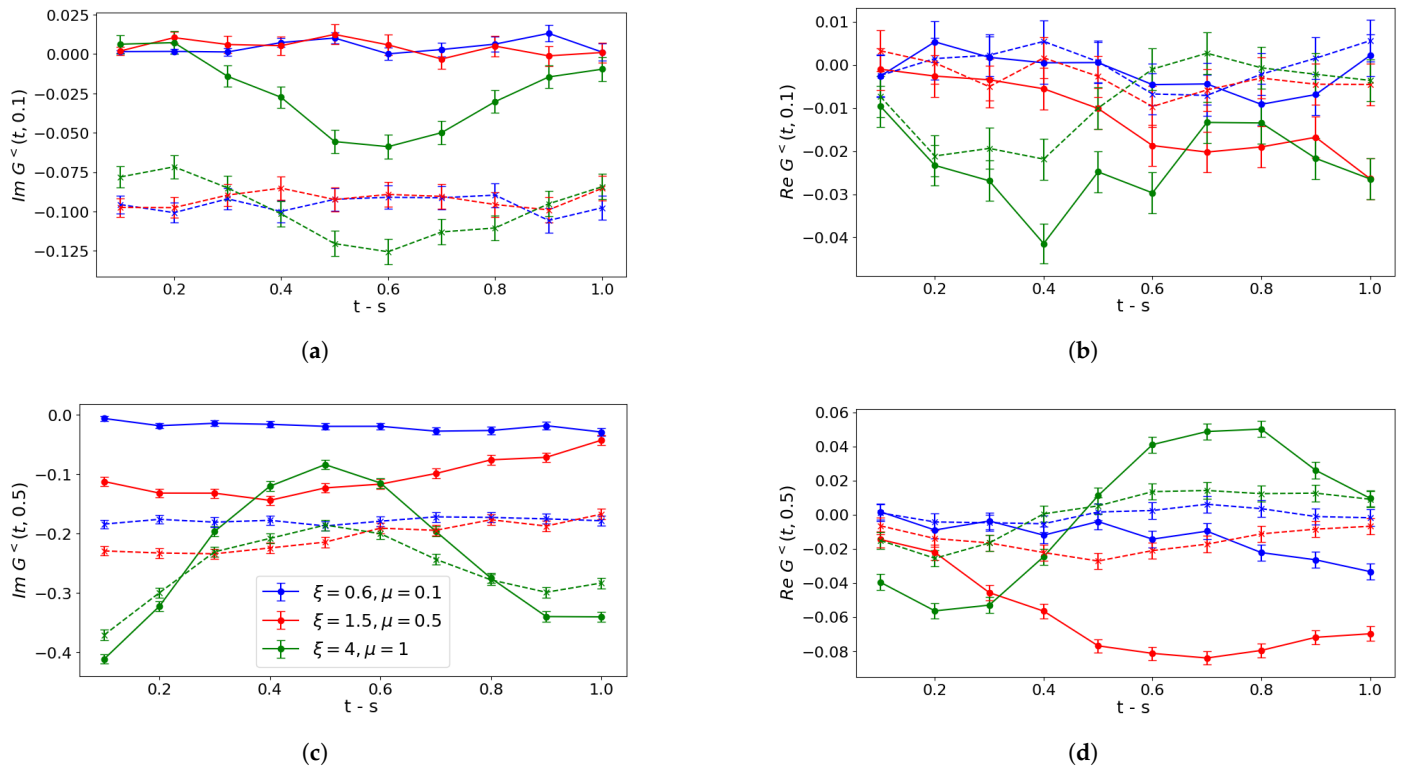 0.025
0.000
−0.025
−0.050
−0.075
−0.100
−0.125
Im G < (t, 0.1)
0.2 0.4 0.6 0.8 1.0
t - s
(a)
0.01
0.00
−0.01
−0.02
−0.03
−0.04
Re G < (t, 0.1)
0.2 0.4 0.6 0.8 1.0
t - s
(b)
0.0
−0.1
−0.2
−0.3
−0.4
Im G < (t, 0.5)
ξ = 0.6, μ = 0.1
ξ = 1.5, μ = 0.5
ξ = 4, μ = 1
0.2 0.4 0.6 0.8 1.0
t - s
(c)
0.06
0.04
0.02
0.00
−0.02
−0.04
−0.06
−0.08
Re G < (t, 0.5)
0.2 0.4 0.6 0.8 1.0
t - s
(d)